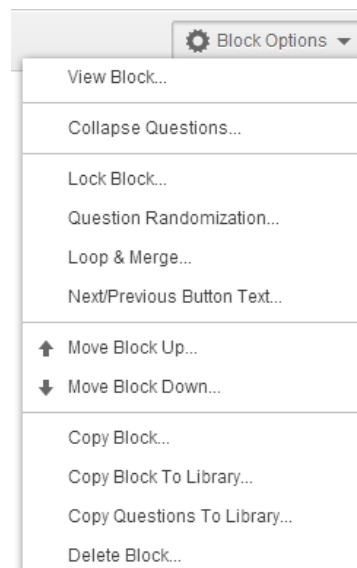 Block Options
View Block...
Collapse Questions...
Lock Block...
Question Randomization...
Loop & Merge...
Next/Previous Button Text...
Move Block Up...
Move Block Down...
Copy Block...
Copy Block To Library...
Copy Questions To Library...
Delete Block...